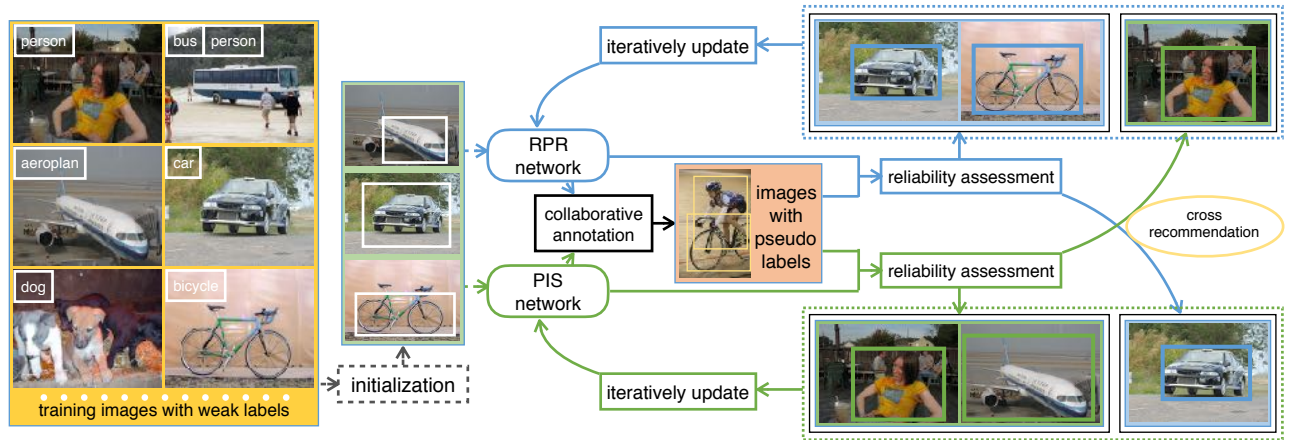 person
bus person
aeroplan
car
dog
bicycle
training images with weak labels
initialization
iteratively update
RPR
network
collaborative
annotation
PIS
network
iteratively update
images
with
pseudo
labels
reliability assessment
reliability assessment
cross
recommendation